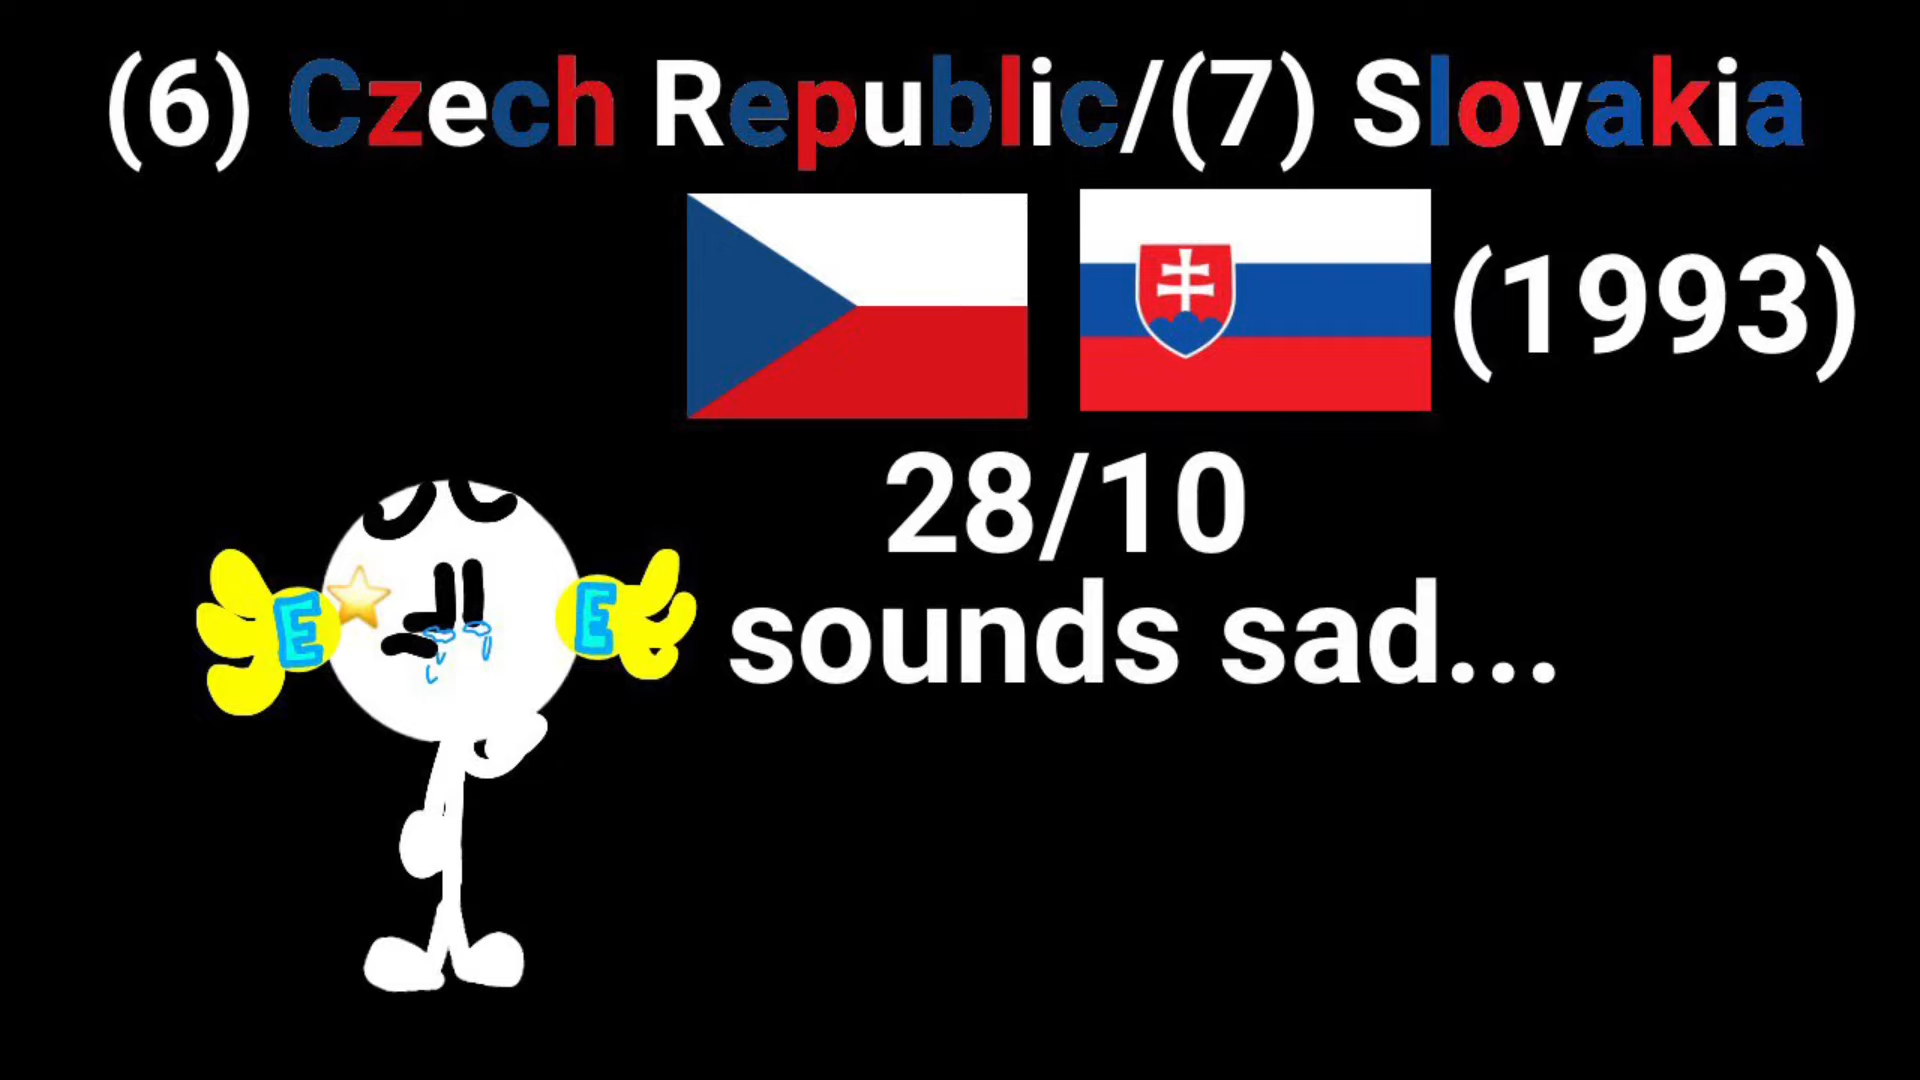 (6) Czech Republic/(7) Slovakia
(1993)
28/10
sounds sad...
E E